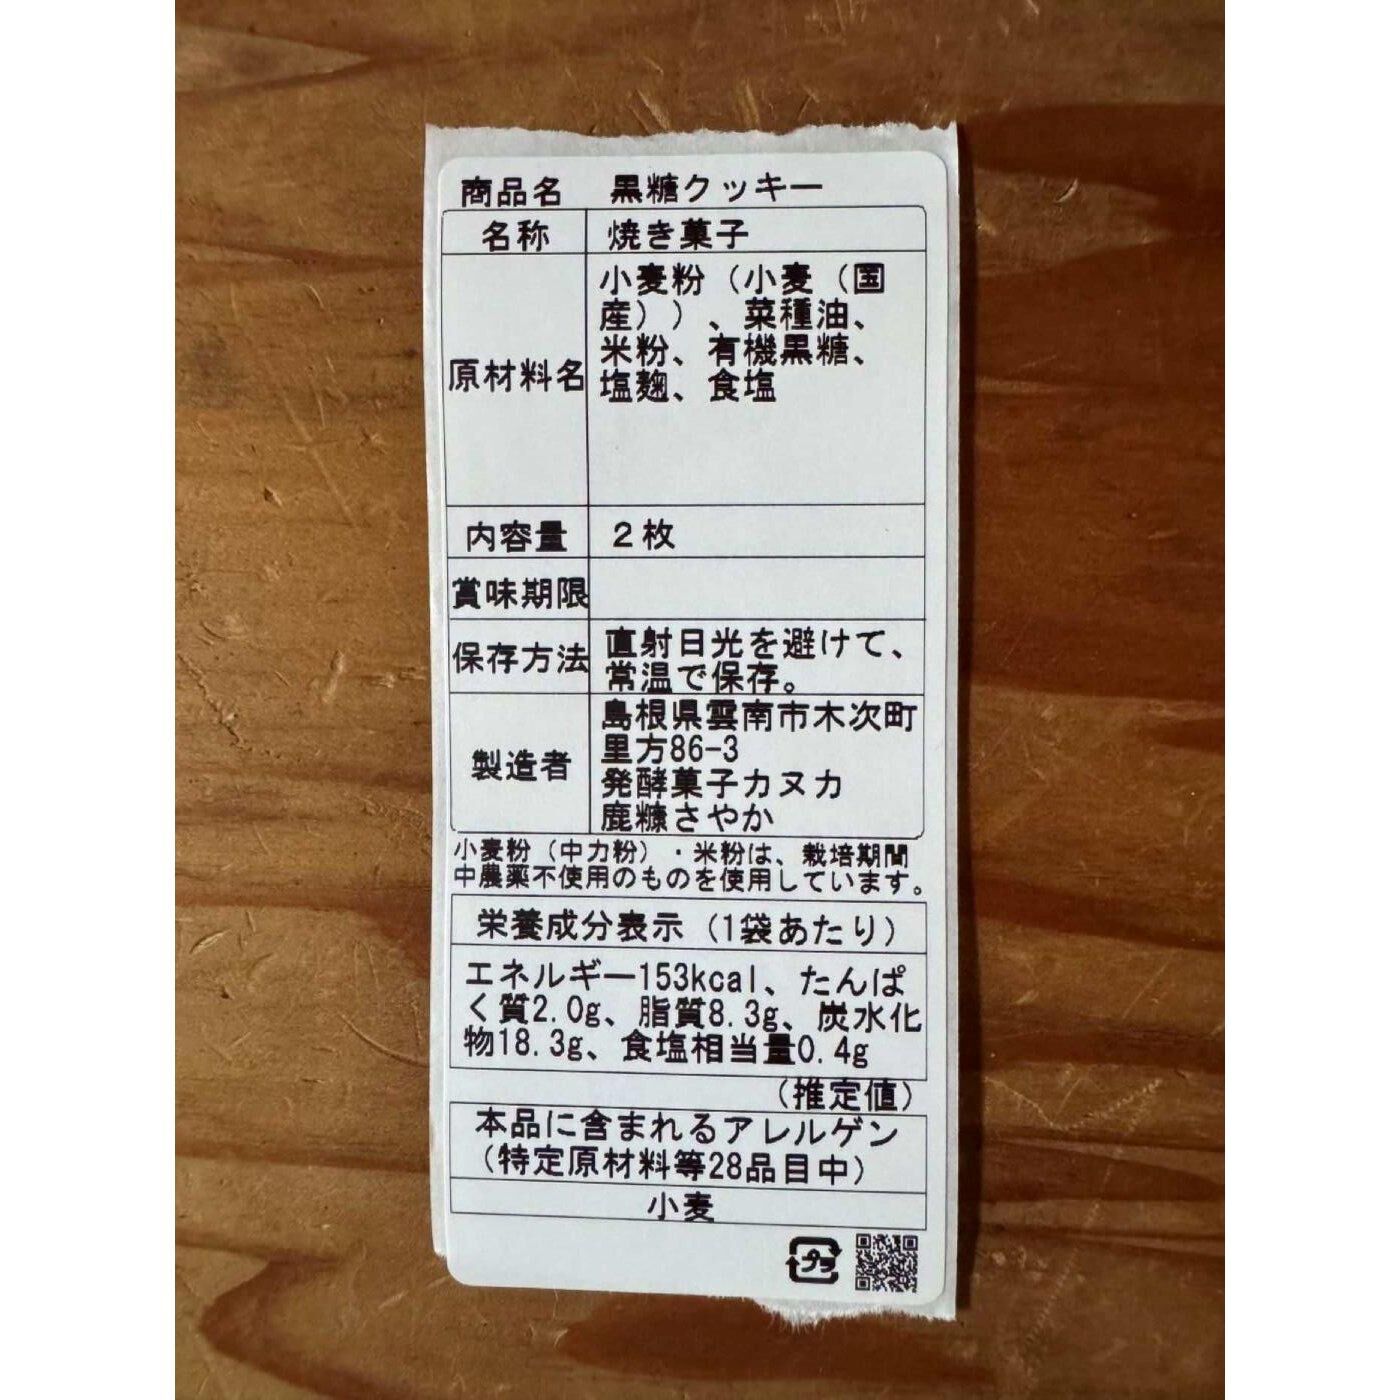 商品名 黒糖クッキー
名称 焼き菓子
原材料名 小麦粉（小麦（国
産））、菜種油、
米粉、有機黒糖、
塩麹、食塩
内容量 ２枚
賞味期限
保存方法 直射日光を避けて、
常温で保存。
製造者 島根県雲南市木次町
里方86-3
発酵菓子カヌカ
鹿糠さやか
小麦粉（中力粉）・米粉は、栽培期間
中農薬不使用のものを使用しています。
栄養成分表示（1袋あたり）
エネルギー153kcal、たんぱ
く質2.0g、脂質8.3g、炭水化
物18.3g、食塩相当量0.4g
（推定値）
本品に含まれるアレルゲン
（特定原材料等28品目中）
小麦
プラ